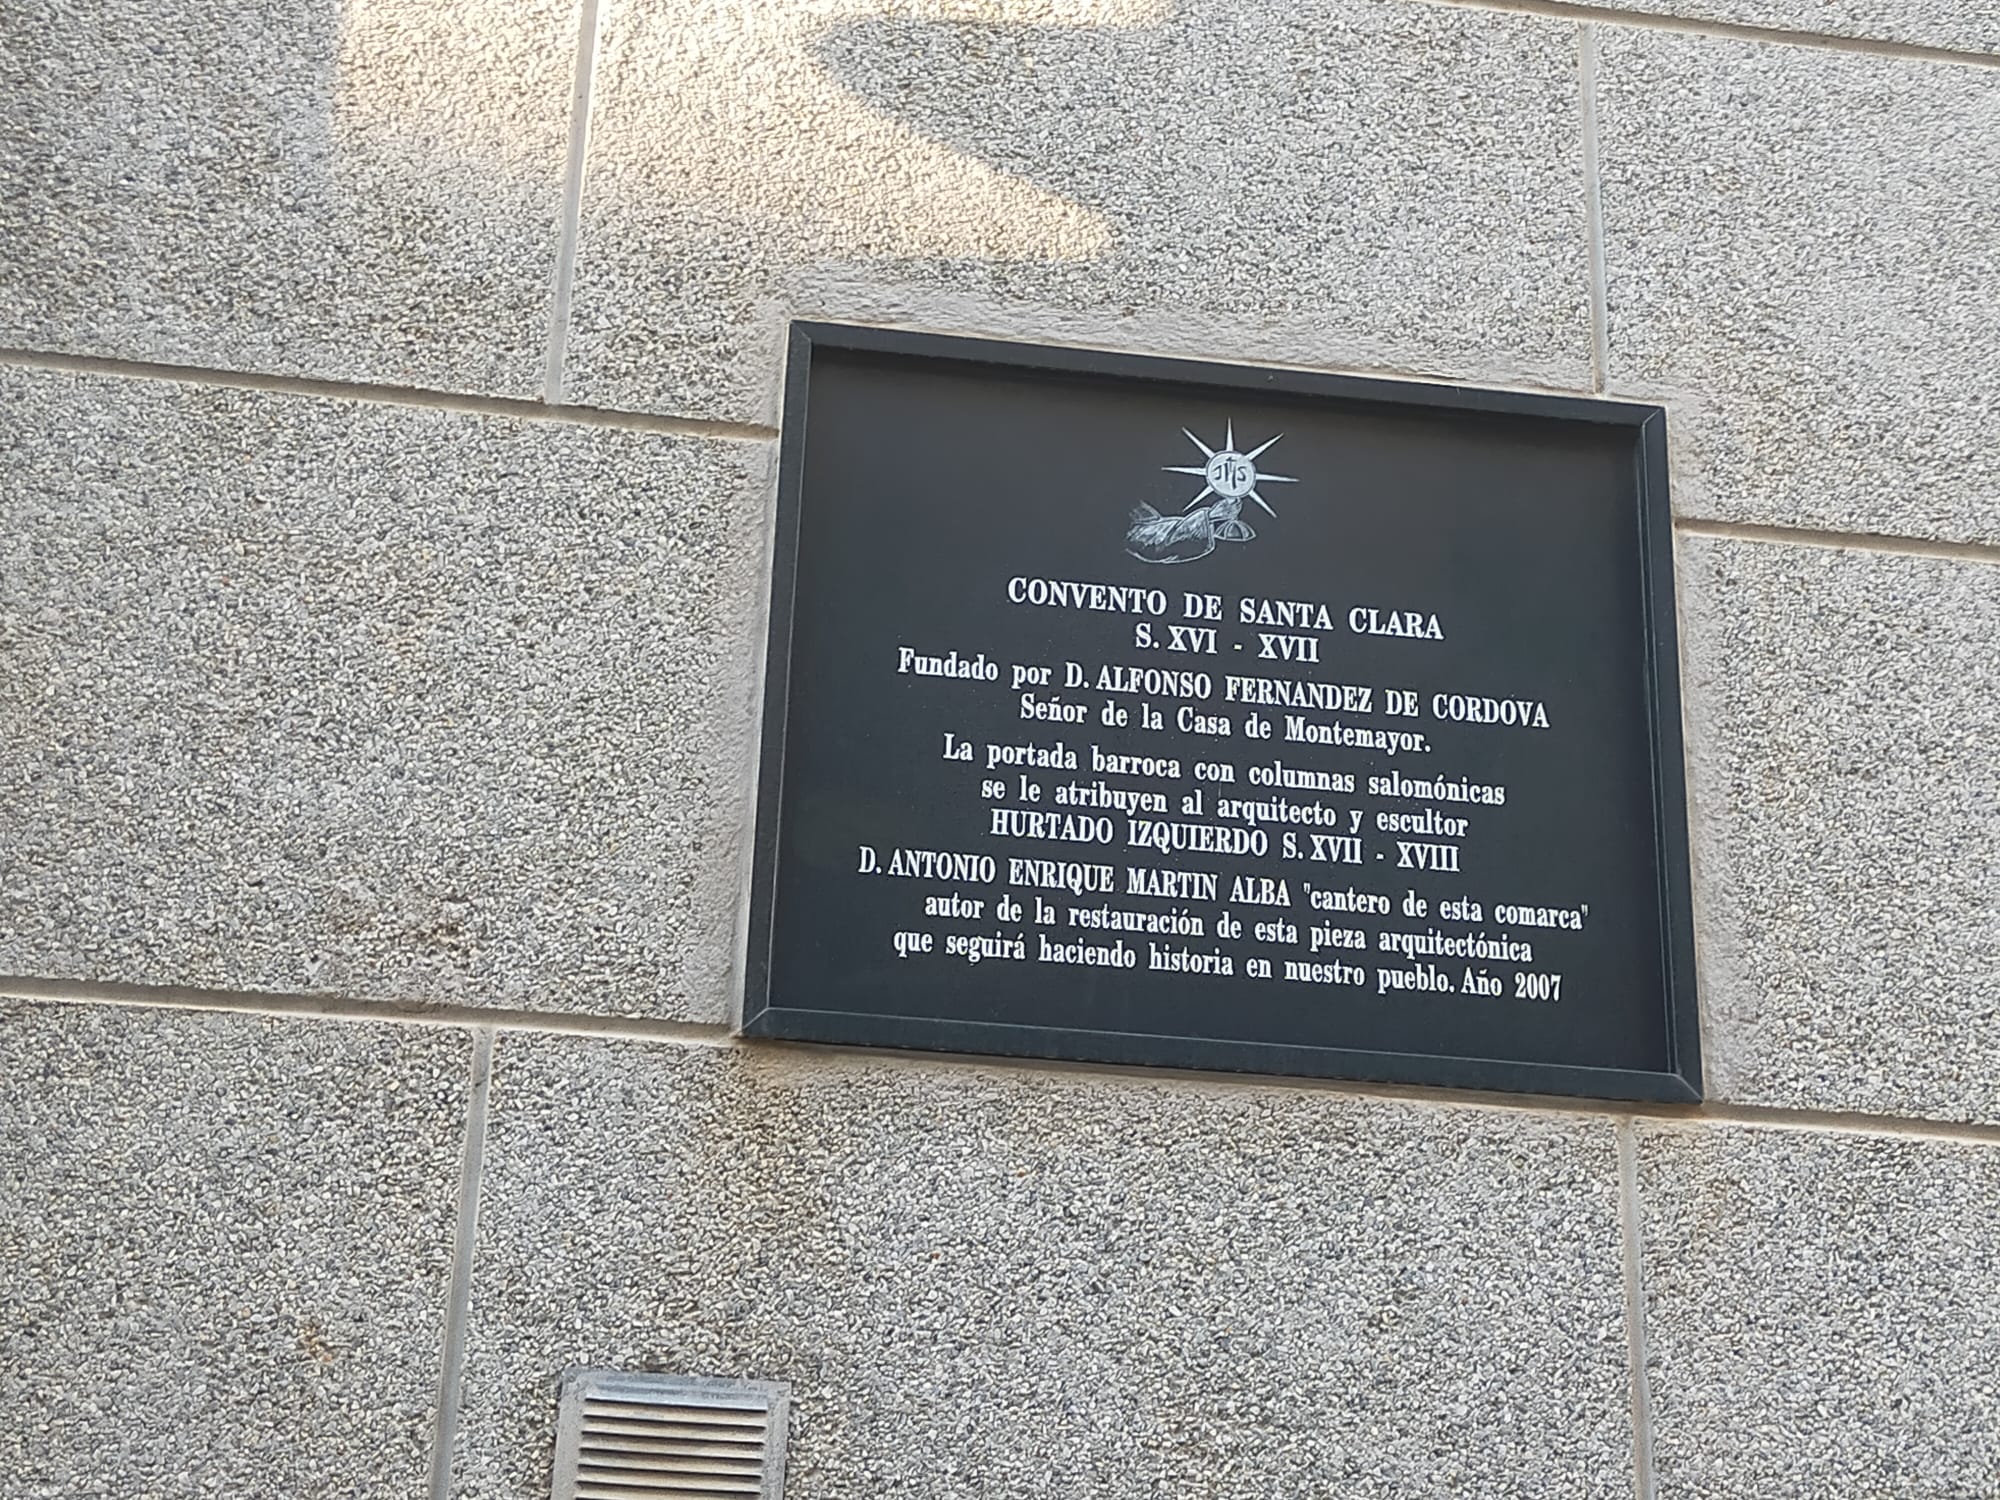 JHS
CONVENTO DE SANTA CLARA
S. XVI - XVII
Fundado por D. ALFONSO FERNANDEZ DE CORDOVA
Señor de la Casa de Montemayor.
La portada barroca con columnas salomónicas
se le atribuyen al arquitecto y escultor
HURTADO IZQUIERDO S. XVII - XVIII
D. ANTONIO ENRIQUE MARTIN ALBA "cantero de esta comarca"
autor de la restauración de esta pieza arquitectónica
que seguirá haciendo historia en nuestro pueblo. Año 2007